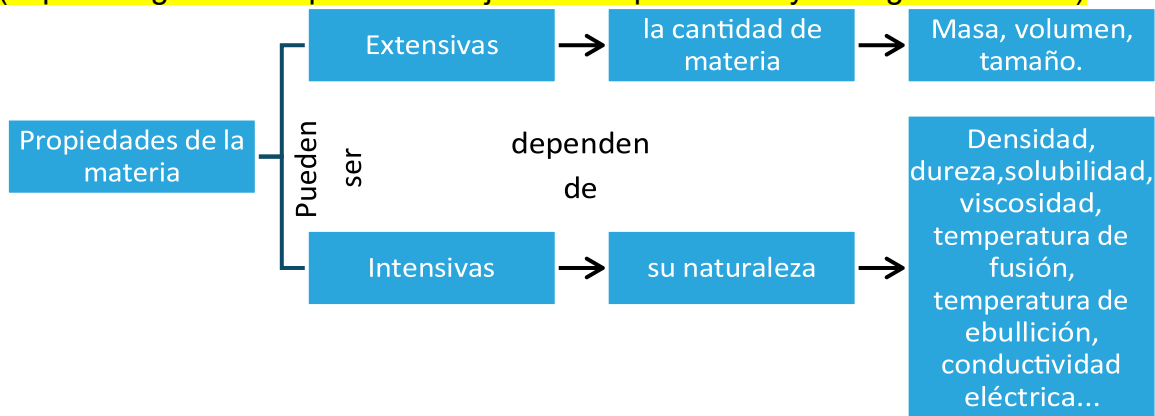 Extensivas
la cantidad de
materia
Masa, volumen,
tamaño.
Propiedades de la
materia
Pueden
ser
dependen
de
Intensivas
su naturaleza
Densidad,
dureza,solubilidad,
viscosidad,
temperatura de
fusión,
temperatura de
ebullición,
conductividad
eléctrica...